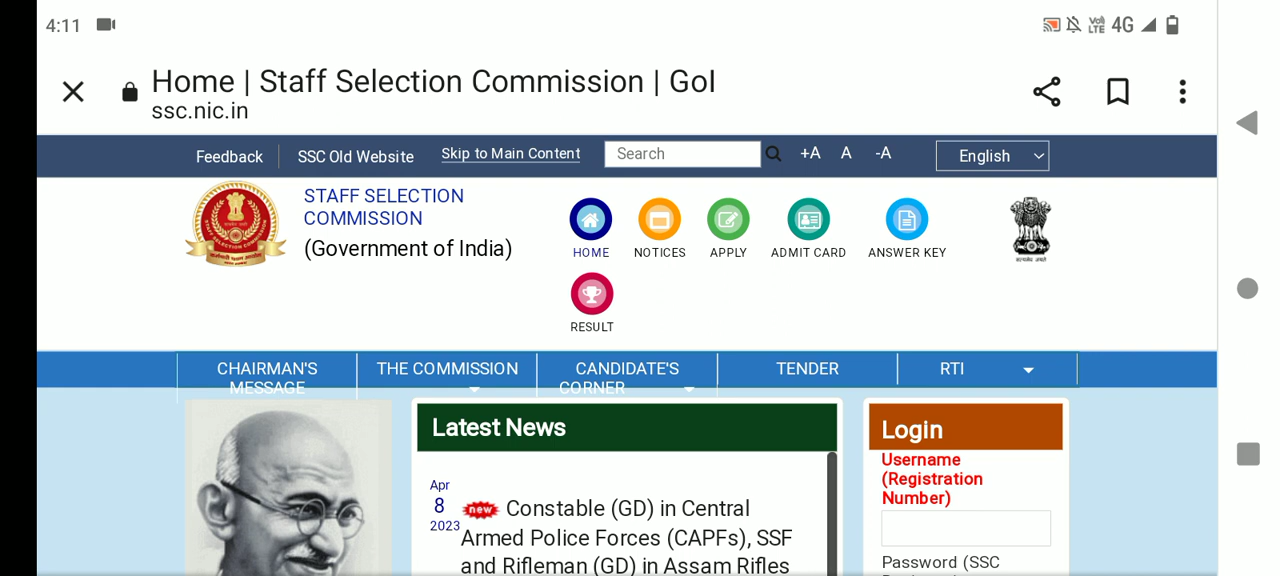 4:11
Vo)
LTE 4G
Home | Staff Selection Commission | GoI
ssc.nic.in
Feedback SSC Old Website Skip to Main Content Search +A A -A English
STAFF SELECTION
COMMISSION
(Government of India)
HOME NOTICES APPLY ADMIT CARD ANSWER KEY
RESULT
CHAIRMAN'S
MESSAGE
THE COMMISSION
CANDIDATE'S
CORNER
TENDER
RTI
Latest News
Apr
8
2023
new Constable (GD) in Central
Armed Police Forces (CAPFs), SSF
and Rifleman (GD) in Assam Rifles
Login
Username
(Registration
Number)
Password (SSC